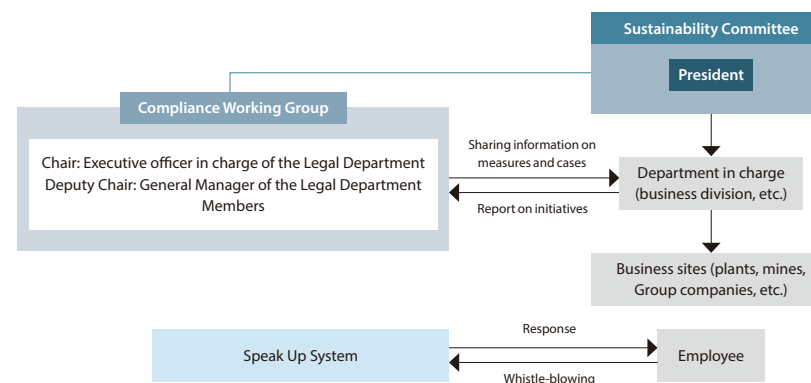 Sustainability Committee
President
Compliance Working Group
Chair: Executive officer in charge of the Legal Department
Deputy Chair: General Manager of the Legal Department
Members
Sharing information on
measures and cases
Report on initiatives
Department in charge
(business division, etc.)
Business sites (plants, mines,
Group companies, etc.)
Speak Up System
Response
Whistle-blowing
Employee